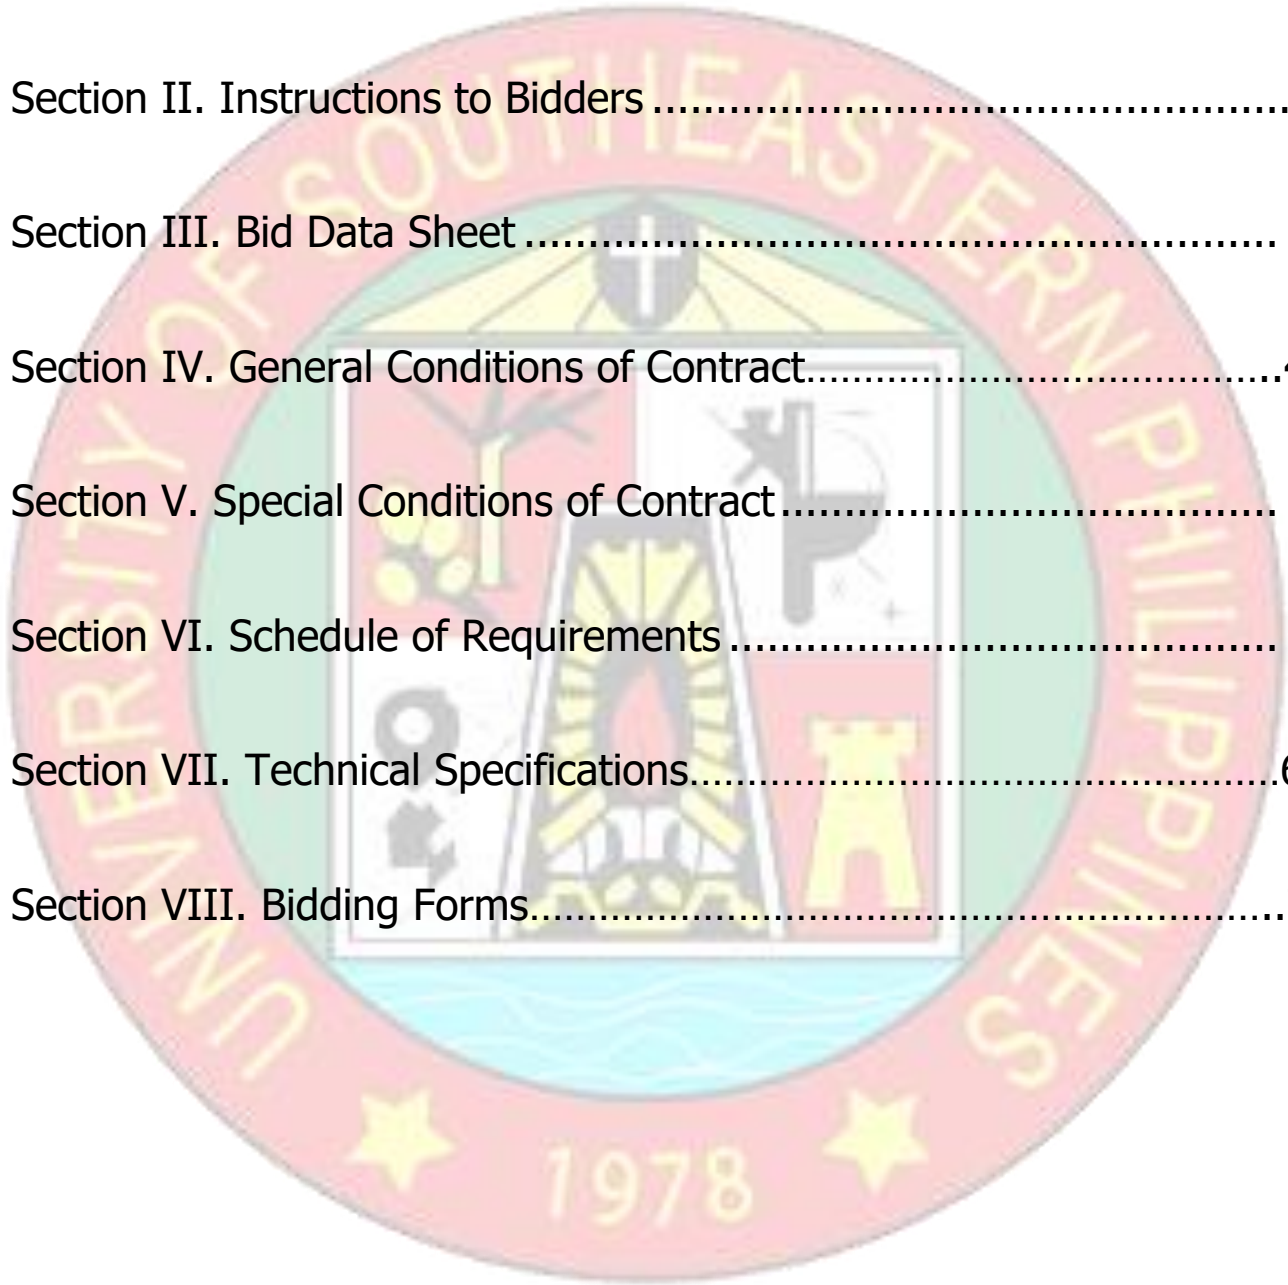 Section II. Instructions to Bidders ..................................................
Section III. Bid Data Sheet ...........................................................
Section IV. General Conditions of Contract.......................................
Section V. Special Conditions of Contract .......................................
Section VI. Schedule of Requirements ...........................................
Section VII. Technical Specifications...............................................
Section VIII. Bidding Forms............................................................
UNIVERSITY OF SOUTHEASTERN PHILIPPINES
1978